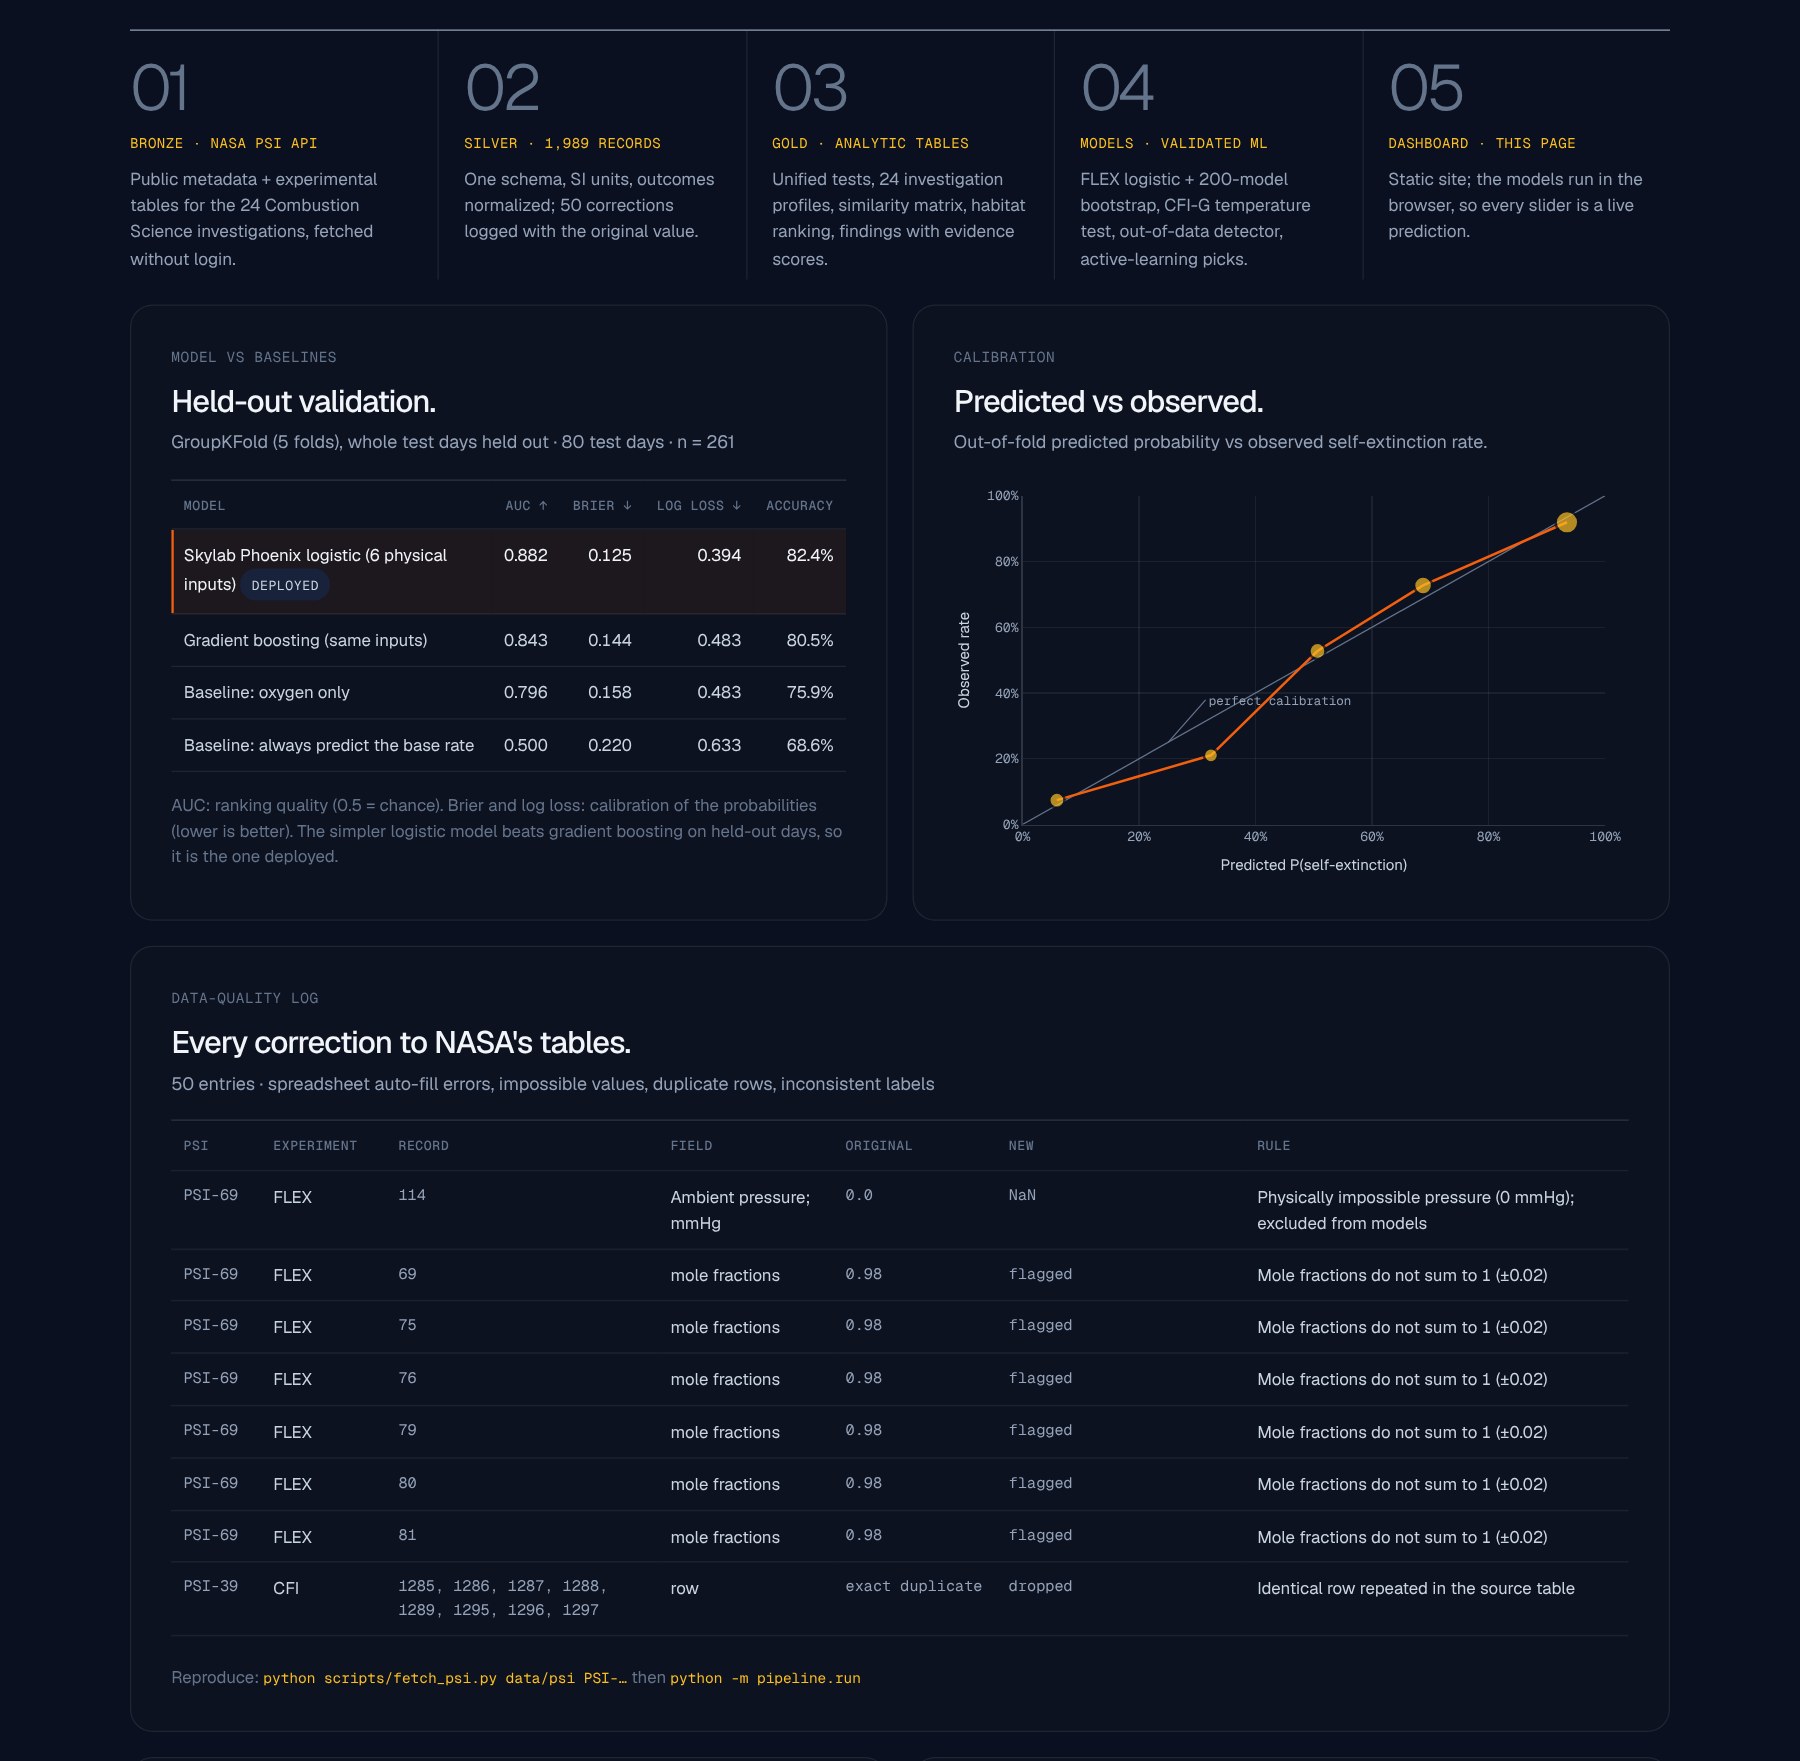 01
BRONZE · NASA PSI API
Public metadata + experimental
tables for the 24 Combustion
Science investigations, fetched
without login.
02
SILVER · 1,989 RECORDS
One schema, SI units, outcomes
normalized; 50 corrections
logged with the original value.
03
GOLD · ANALYTIC TABLES
Unified tests, 24 investigation
profiles, similarity matrix, habitat
ranking, findings with evidence
scores.
04
MODELS · VALIDATED ML
FLEX logistic + 200-model
bootstrap, CFI-G temperature
test, out-of-data detector,
active-learning picks.
05
DASHBOARD · THIS PAGE
Static site; the models run in the
browser, so every slider is a live
prediction.
MODEL VS BASELINES
Held-out validation.
GroupKFold (5 folds), whole test days held out · 80 test days · n = 261
MODEL AUC ↑ BRIER ↓ LOG LOSS ↓ ACCURACY
Skylab Phoenix logistic (6 physical 0.882 0.125 0.394 82.4%
inputs) DEPLOYED
Gradient boosting (same inputs) 0.843 0.144 0.483 80.5%
Baseline: oxygen only 0.796 0.158 0.483 75.9%
Baseline: always predict the base rate 0.500 0.220 0.633 68.6%
AUC: ranking quality (0.5 = chance). Brier and log loss: calibration of the probabilities
(lower is better). The simpler logistic model beats gradient boosting on held-out days, so
it is the one deployed.
CALIBRATION
Predicted vs observed.
Out-of-fold predicted probability vs observed self-extinction rate.
100%
80%
60%
40%
20%
0%
Observed rate
perfect calibration
0% 20% 40% 60% 80% 100%
Predicted P(self-extinction)
DATA-QUALITY LOG
Every correction to NASA's tables.
50 entries · spreadsheet auto-fill errors, impossible values, duplicate rows, inconsistent labels
PSI EXPERIMENT RECORD FIELD ORIGINAL NEW RULE
PSI-69 FLEX 114 Ambient pressure; 0.0 NaN Physically impossible pressure (0 mmHg);
mmHg excluded from models
PSI-69 FLEX 69 mole fractions 0.98 flagged Mole fractions do not sum to 1 (±0.02)
PSI-69 FLEX 75 mole fractions 0.98 flagged Mole fractions do not sum to 1 (±0.02)
PSI-69 FLEX 76 mole fractions 0.98 flagged Mole fractions do not sum to 1 (±0.02)
PSI-69 FLEX 79 mole fractions 0.98 flagged Mole fractions do not sum to 1 (±0.02)
PSI-69 FLEX 80 mole fractions 0.98 flagged Mole fractions do not sum to 1 (±0.02)
PSI-69 FLEX 81 mole fractions 0.98 flagged Mole fractions do not sum to 1 (±0.02)
PSI-39 CFI 1285, 1286, 1287, 1288, row exact duplicate dropped Identical row repeated in the source table
1289, 1295, 1296, 1297
Reproduce: python scripts/fetch_psi.py data/psi PSI-… then python -m pipeline.run